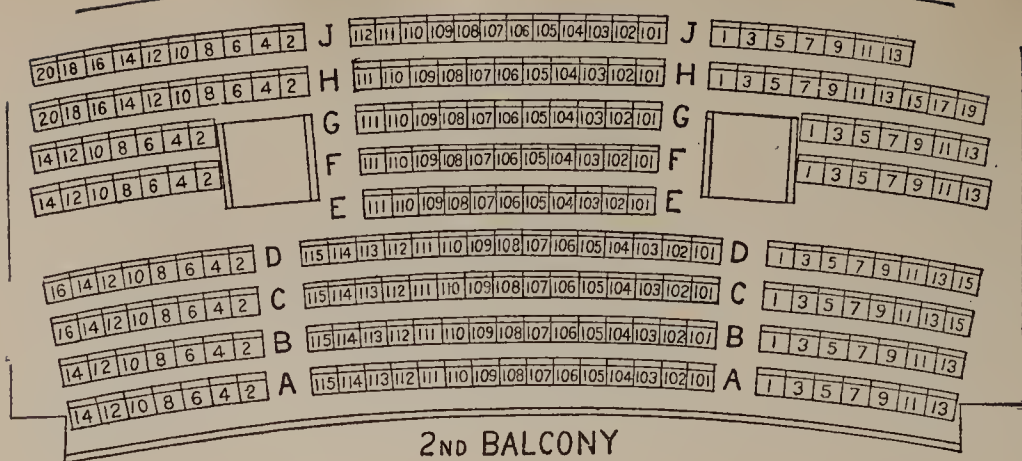 20 18 16 14 12 10 8 6 4 2 J 112 111 110 109 108 107 106 105 104 103 102 101 J 1 3 5 7 9 11 13
20 18 16 14 12 10 8 6 4 2 H 111 110 109 108 107 106 105 104 103 102 101 H 1 3 5 7 9 11 13 15 17 19
14 12 10 8 6 4 2 G 111 110 109 108 107 106 105 104 103 102 101 G 1 3 5 7 9 11 13
14 12 10 8 6 4 2 F 111 110 109 108 107 106 105 104 103 102 101 F 1 3 5 7 9 11 13
E 111 110 109 108 107 106 105 104 103 102 101 E
16 14 12 10 8 6 4 2 D 115 114 113 112 111 110 109 108 107 106 105 104 103 102 101 D 1 3 5 7 9 11 13 15
16 14 12 10 8 6 4 2 C 115 114 113 112 111 110 109 108 107 106 105 104 103 102 101 C 1 3 5 7 9 11 13 15
14 12 10 8 6 4 2 B 115 114 113 112 111 110 109 108 107 106 105 104 103 102 101 B 1 3 5 7 9 11 13
14 12 10 8 6 4 2 A 115 114 113 112 111 110 109 108 107 106 105 104 103 102 101 A 1 3 5 7 9 11 13
2ND BALCONY